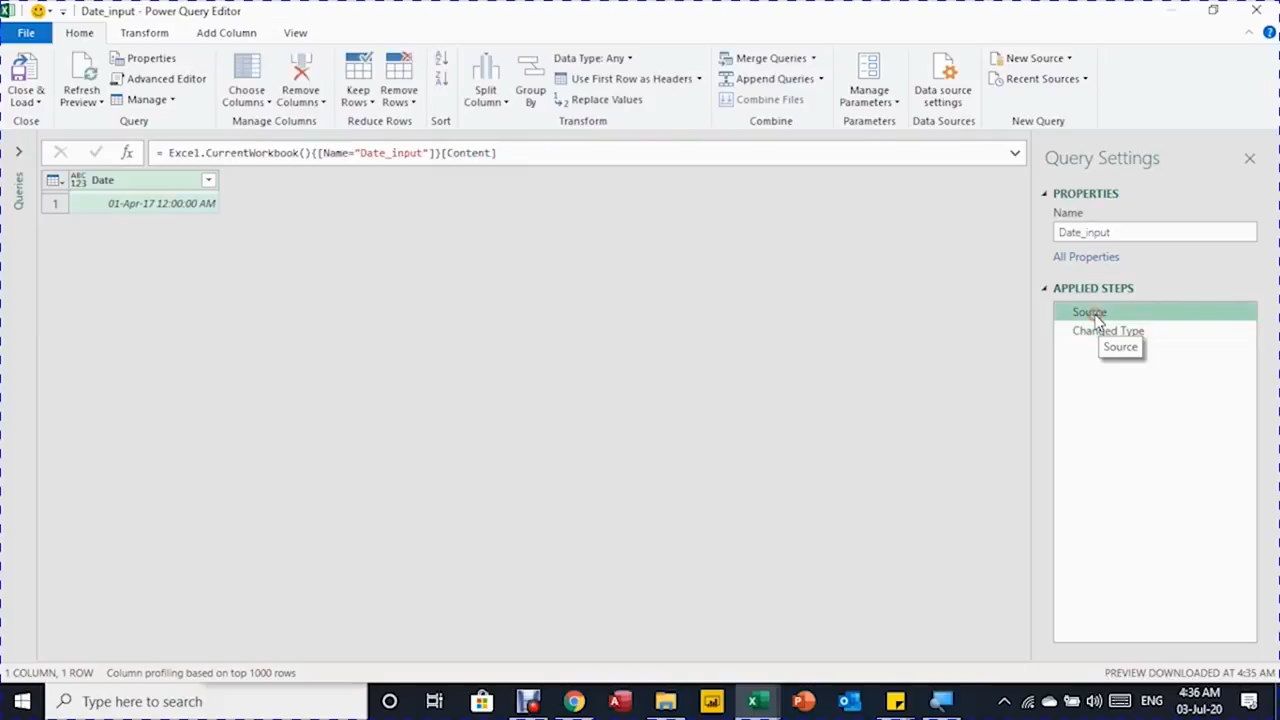 Date_input - Power Query Editor
File Home Transform Add Column View
Close & Load
Refresh Preview
Properties
Advanced Editor
Manage
Choose Columns
Remove Columns
Keep Rows
Remove Rows
Split Column
Group By
Data Type: Any
Use First Row as Headers
Replace Values
Merge Queries
Append Queries
Combine Files
Manage Parameters
Data source settings
New Source
Recent Sources
Close Query Manage Columns Reduce Rows Sort Transform Combine Parameters Data Sources New Query
fx = Excel.CurrentWorkbook(){[Name="Date_input"]}[Content]
Queries
ABC 123 Date
1 01-Apr-17 12:00:00 AM
Query Settings
PROPERTIES
Name
Date_input
All Properties
APPLIED STEPS
Source
Changed Type
Source
1 COLUMN, 1 ROW Column profiling based on top 1000 rows PREVIEW DOWNLOADED AT 4:35 AM
Type here to search
ENG
4:36 AM
03-Jul-20